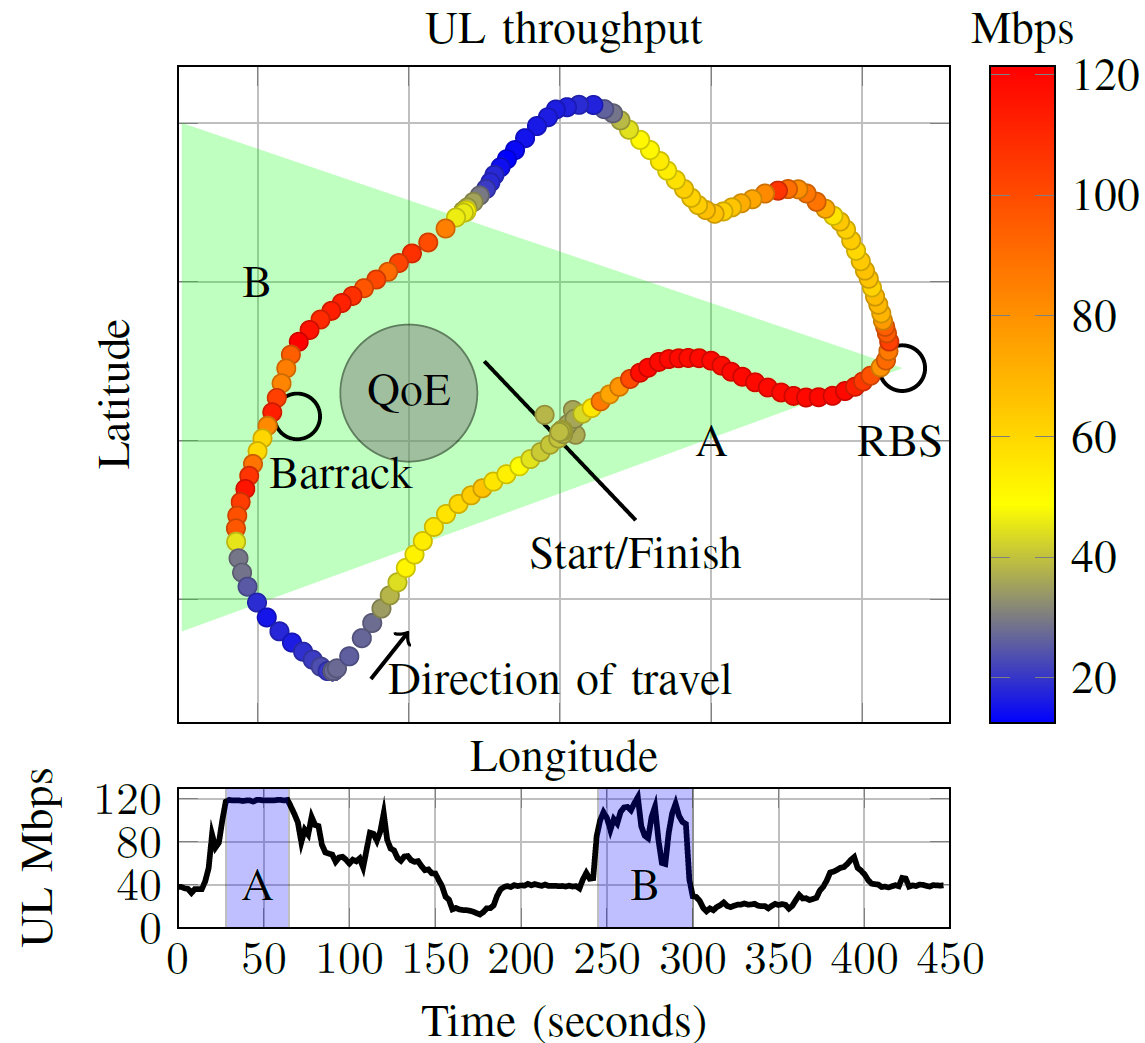 UL throughput
Mbps
120
100
80
60
40
20
B
QoE
A
RBS
Barrack
Start/Finish
Direction of travel
Latitude
Longitude
UL Mbps
120
80
40
0
A
B
0 50 100 150 200 250 300 350 400 450
Time (seconds)